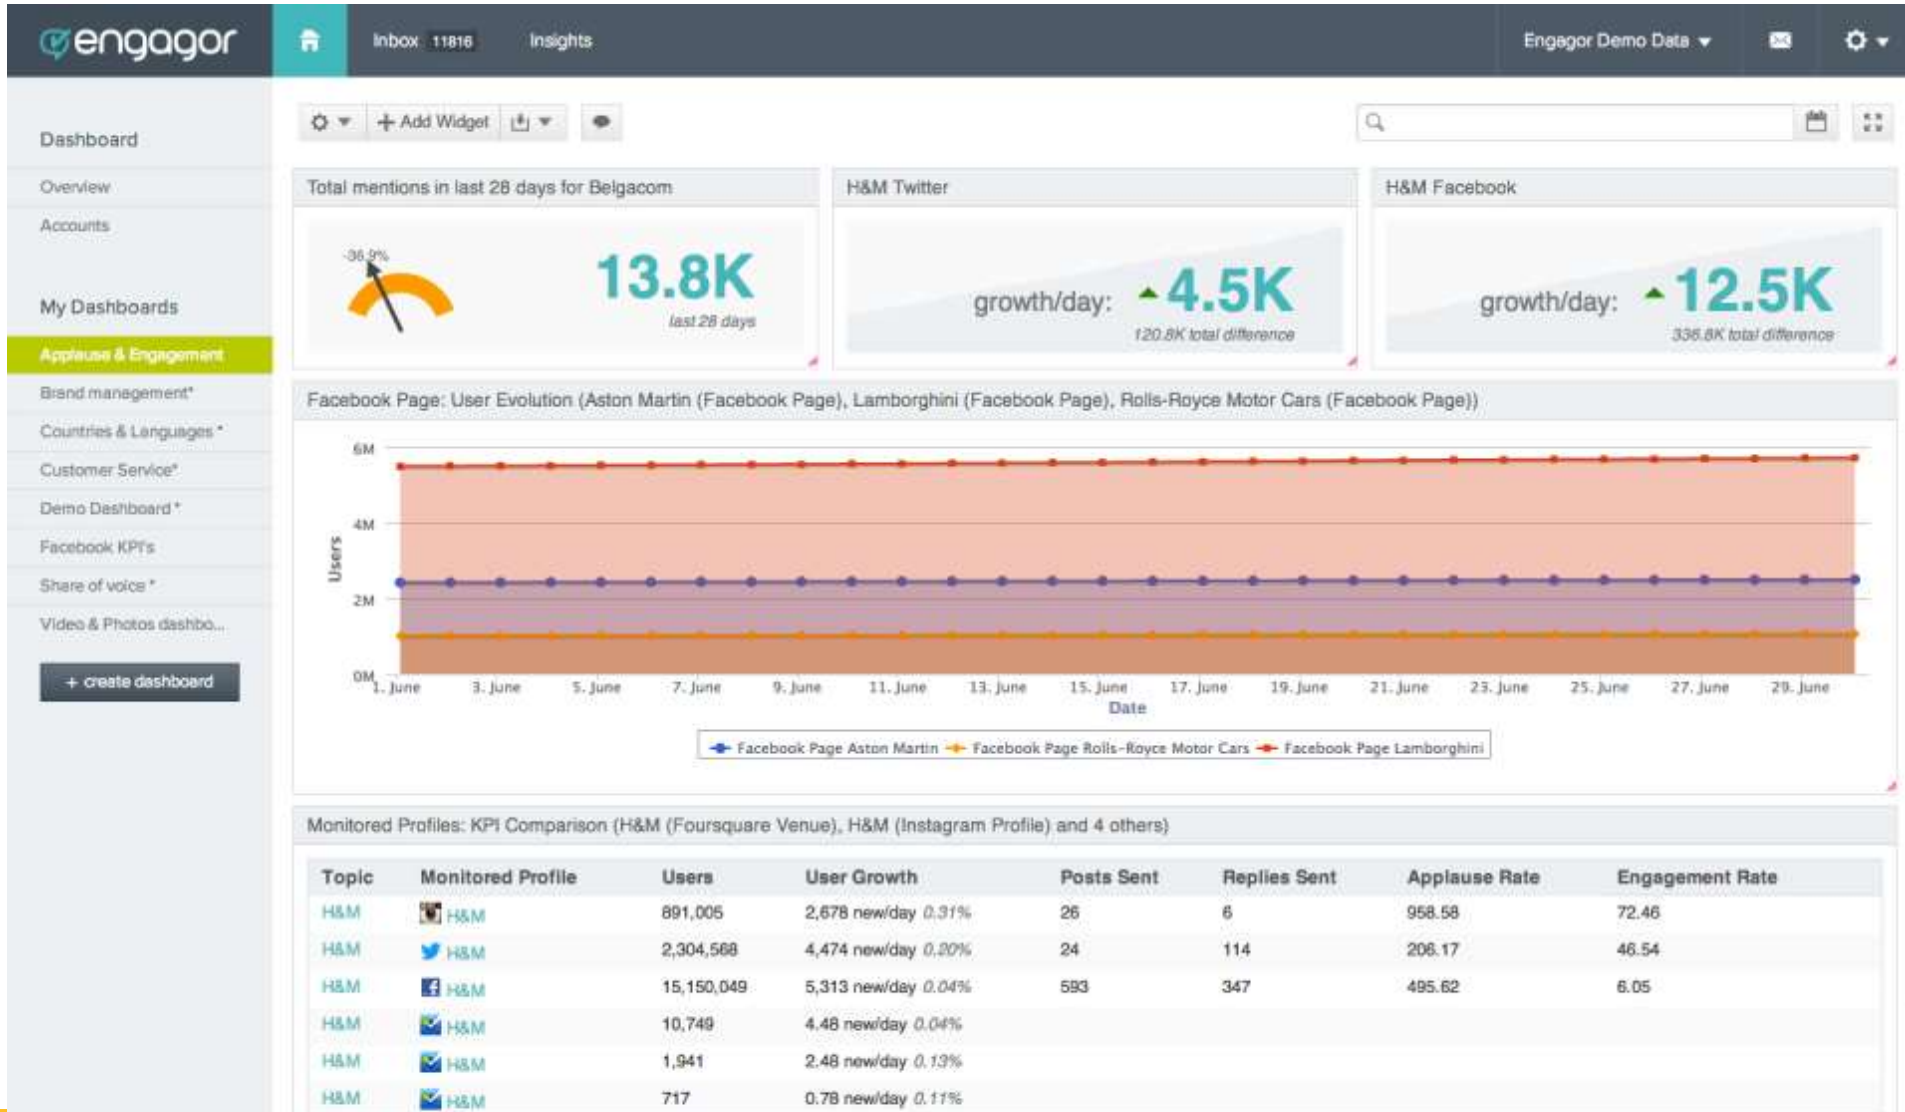 engagor
Inbox 11816
Insights
Engagor Demo Data
Dashboard
Overview
Accounts
My Dashboards
Applause & Engagement
Brand management*
Countries & Languages *
Customer Service*
Demo Dashboard *
Facebook KPI's
Share of voice *
Video & Photos dashbo...
+ create dashboard
+ Add Widget
Total mentions in last 28 days for Belgacom
-36.9%
13.8K
last 28 days
H&M Twitter
growth/day: 4.5K
120.8K total difference
H&M Facebook
growth/day: 12.5K
336.8K total difference
Facebook Page: User Evolution (Aston Martin (Facebook Page), Lamborghini (Facebook Page), Rolls-Royce Motor Cars (Facebook Page))
6M
4M
2M
0M
Users
1. June 3. June 5. June 7. June 9. June 11. June 13. June 15. June 17. June 19. June 21. June 23. June 25. June 27. June 29. June
Date
Facebook Page Aston Martin Facebook Page Rolls-Royce Motor Cars Facebook Page Lamborghini
Monitored Profiles: KPI Comparison (H&M (Foursquare Venue), H&M (Instagram Profile) and 4 others)
Topic Monitored Profile Users User Growth Posts Sent Replies Sent Applause Rate Engagement Rate
H&M H&M 891,005 2,678 new/day 0.31% 26 6 958.58 72.46
H&M H&M 2,304,568 4,474 new/day 0.20% 24 114 206.17 46.54
H&M H&M 15,150,049 5,313 new/day 0.04% 593 347 495.62 6.05
H&M H&M 10,749 4.48 new/day 0.04%
H&M H&M 1,941 2.48 new/day 0.13%
H&M H&M 717 0.78 new/day 0.11%